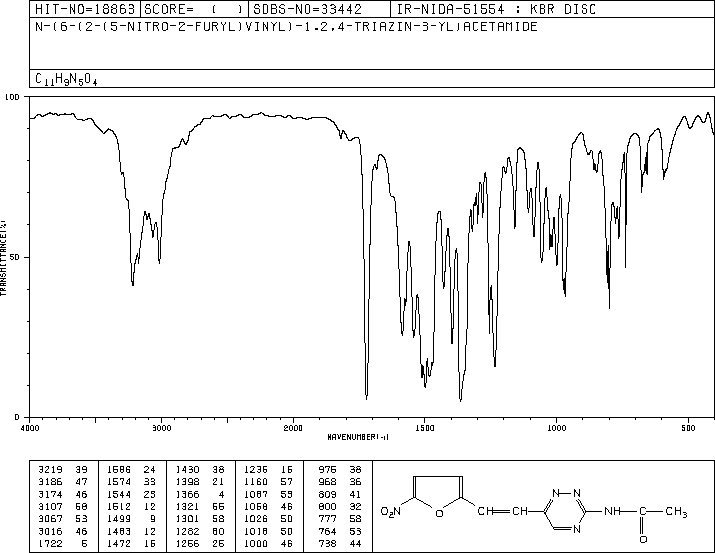 HIT-NO=18863 SCORE= ( ) SDBS-NO=33442 IR-NIDA-51554 : KBR DISC
N-(6-(2-(5-NITRO-2-FURYL)VINYL)-1,2,4-TRIAZIN-3-YL)ACETAMIDE
C11H9N5O4
100
50
0
TRANSMITTANCE(%)
4000 3000 2000 1500 1000 500
WAVENUMBER(-1)
3219 39 1586 24 1430 38 1235 15 975 38
3186 47 1574 33 1398 21 1160 57 968 36
3174 46 1544 23 1366 4 1087 53 809 41
3107 58 1512 12 1321 55 1058 46 800 32
3067 53 1499 9 1301 58 1026 50 777 58
3016 46 1483 12 1282 60 1018 50 764 53
1722 5 1472 16 1256 25 1000 46 738 44
O2N O CH=CH N N N NH C CH3
O